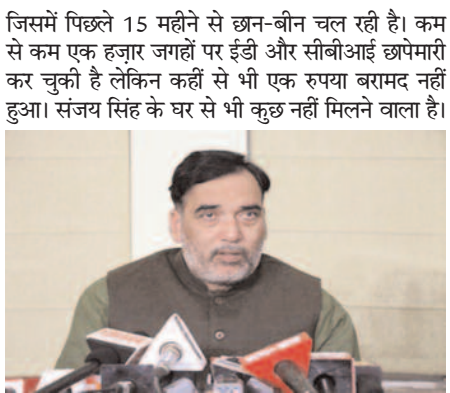 जिसमें पिछले 15 महीने से छान-बीन चल रही है। कम
से कम एक हज़ार जगहों पर ईडी और सीबीआई छापेमारी
कर चुकी है लेकिन कहीं से भी एक रुपया बरामद नहीं
हुआ। संजय सिंह के घर से भी कुछ नहीं मिलने वाला है।